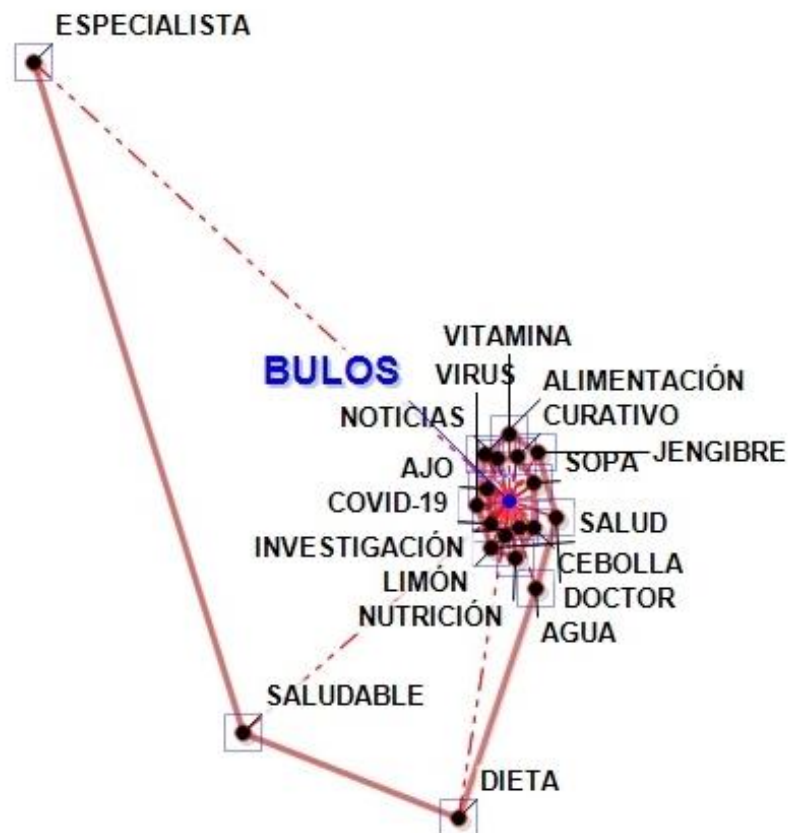 ESPECIALISTA
VITAMINA
BULOS
VIRUS
ALIMENTACIÓN
NOTICIAS
CURATIVO
JENGIBRE
SOPA
AJO
COVID-19
SALUD
INVESTIGACIÓN
CEBOLLA
LIMÓN
DOCTOR
NUTRICIÓN
AGUA
SALUDABLE
DIETA